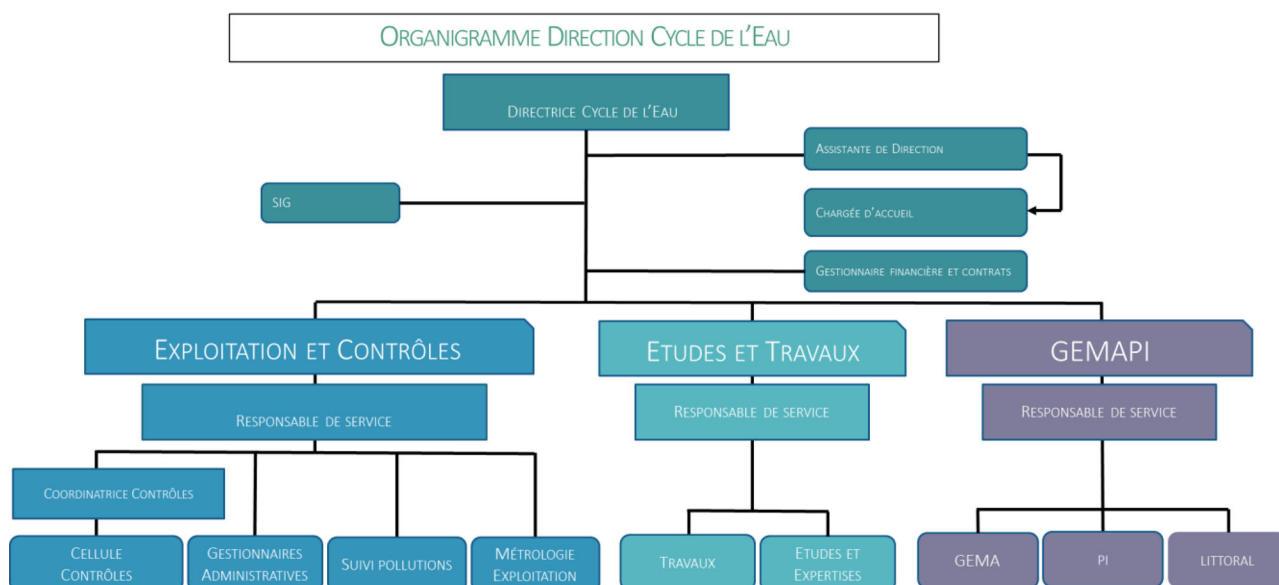 ORGANIGRAMME DIRECTION CYCLE DE L'EAU
DIRECTRICE CYCLE DE L'EAU
ASSISTANTE DE DIRECTION
SIG
CHARGÉE D'ACCUEIL
GESTIONNAIRE FINANCIÈRE ET CONTRATS
EXPLOITATION ET CONTRÔLES
ETUDES ET TRAVAUX
GEMAPI
RESPONSABLE DE SERVICE
RESPONSABLE DE SERVICE
RESPONSABLE DE SERVICE
COORDINATRICE CONTRÔLES
CELLULE
CONTRÔLES
GESTIONNAIRES
ADMINISTRATIVES
SUIVI POLLUTIONS
MÉTROLOGIE
EXPLOITATION
TRAVAUX
ETUDES ET
EXPERTISES
GEMA
PI
LITTORAL